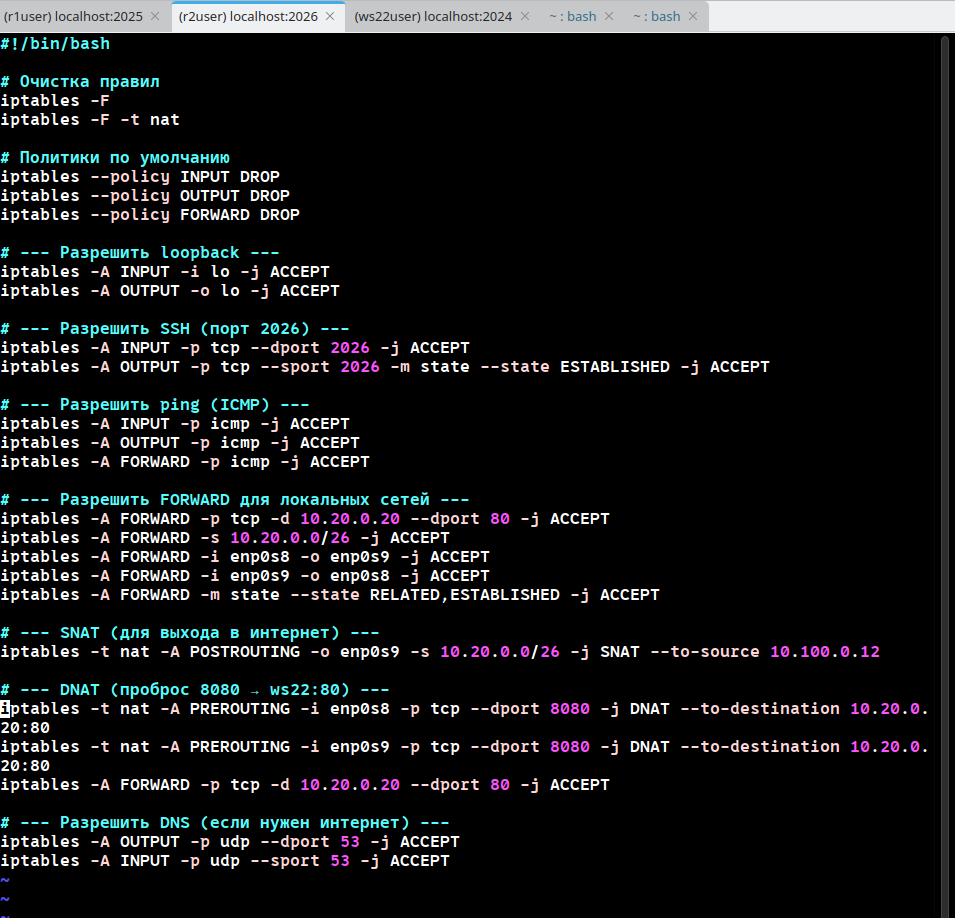 (r1user) localhost:2025
(r2user) localhost:2026
(ws22user) localhost:2024
~ : bash
~ : bash
#!/bin/bash
# Очистка правил
iptables -F
iptables -F -t nat
# Политики по умолчанию
iptables --policy INPUT DROP
iptables --policy OUTPUT DROP
iptables --policy FORWARD DROP
# --- Разрешить loopback ---
iptables -A INPUT -i lo -j ACCEPT
iptables -A OUTPUT -o lo -j ACCEPT
# --- Разрешить SSH (порт 2026) ---
iptables -A INPUT -p tcp --dport 2026 -j ACCEPT
iptables -A OUTPUT -p tcp --sport 2026 -m state --state ESTABLISHED -j ACCEPT
# --- Разрешить ping (ICMP) ---
iptables -A INPUT -p icmp -j ACCEPT
iptables -A OUTPUT -p icmp -j ACCEPT
iptables -A FORWARD -p icmp -j ACCEPT
# --- Разрешить FORWARD для локальных сетей ---
iptables -A FORWARD -p tcp -d 10.20.0.20 --dport 80 -j ACCEPT
iptables -A FORWARD -s 10.20.0.0/26 -j ACCEPT
iptables -A FORWARD -i enp0s8 -o enp0s9 -j ACCEPT
iptables -A FORWARD -i enp0s9 -o enp0s8 -j ACCEPT
iptables -A FORWARD -m state --state RELATED,ESTABLISHED -j ACCEPT
# --- SNAT (для выхода в интернет) ---
iptables -t nat -A POSTROUTING -o enp0s9 -s 10.20.0.0/26 -j SNAT --to-source 10.100.0.12
# --- DNAT (проброс 8080 → ws22:80) ---
iptables -t nat -A PREROUTING -i enp0s8 -p tcp --dport 8080 -j DNAT --to-destination 10.20.0.
20:80
iptables -t nat -A PREROUTING -i enp0s9 -p tcp --dport 8080 -j DNAT --to-destination 10.20.0.
20:80
iptables -A FORWARD -p tcp -d 10.20.0.20 --dport 80 -j ACCEPT
# --- Разрешить DNS (если нужен интернет) ---
iptables -A OUTPUT -p udp --dport 53 -j ACCEPT
iptables -A INPUT -p udp --sport 53 -j ACCEPT
~
~
~